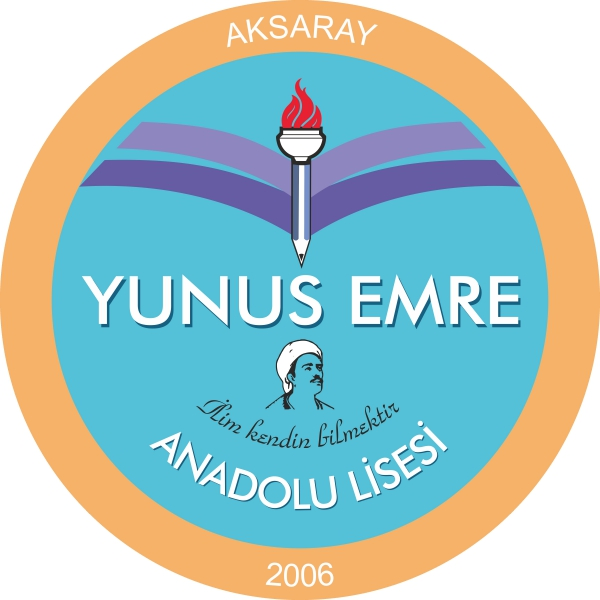 AKSARAY
YUNUS EMRE
İlim kendin bilmektir
ANADOLU LİSESİ
2006